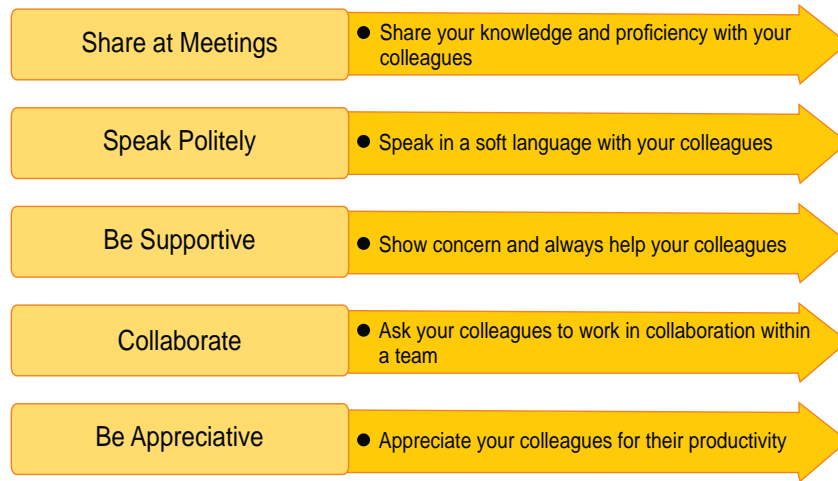 Share at Meetings
● Share your knowledge and proficiency with your
colleagues
Speak Politely
● Speak in a soft language with your colleagues
Be Supportive
● Show concern and always help your colleagues
Collaborate
● Ask your colleagues to work in collaboration within
a team
Be Appreciative
● Appreciate your colleagues for their productivity